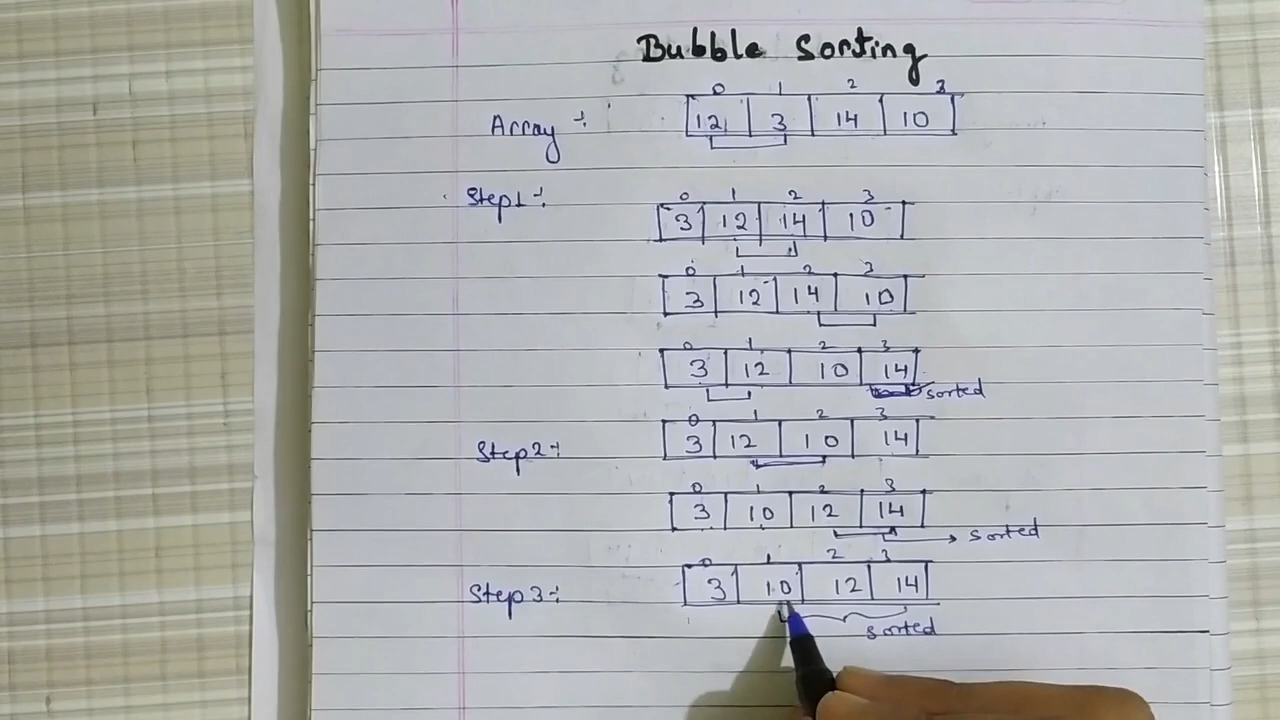 Bubble Sorting
0 1 2 3
Array :- 12 3 14 10
Step1 :-
0 1 2 3
3 12 14 10
0 1 2 3
3 12 14 10
0 1 2 3
3 12 10 14
sorted
0 1 2 3
Step2 :- 3 12 10 14
0 1 2 3
3 10 12 14
sorted
0 1 2 3
Step3 :- 3 10 12 14
sorted